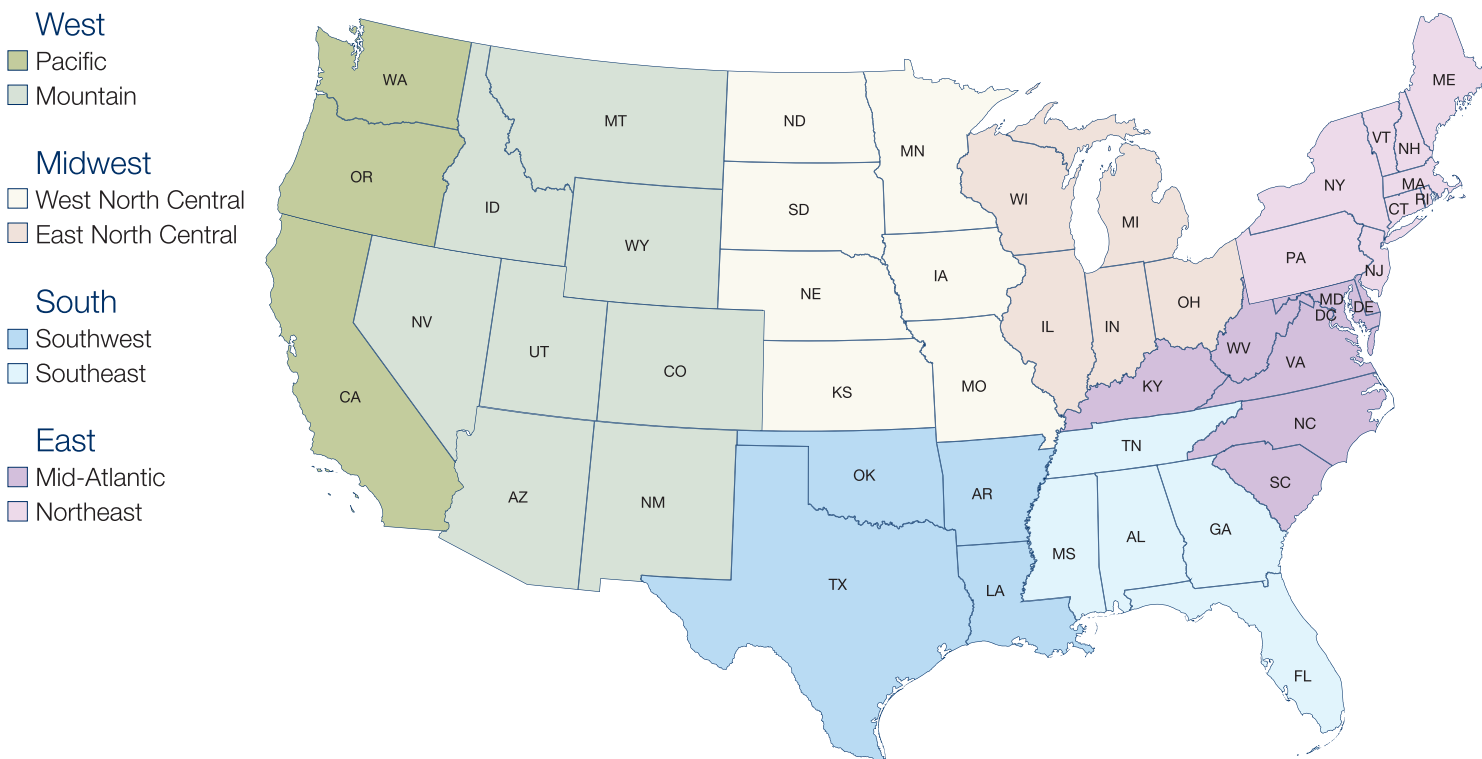 West
Pacific
Mountain
Midwest
West North Central
East North Central
South
Southwest
Southeast
East
Mid-Atlantic
Northeast
WA
OR
CA
ID
NV
MT
WY
UT
CO
AZ
NM
ND
SD
NE
KS
MN
IA
MO
WI
MI
IL
IN
OH
OK
AR
TX
LA
TN
MS
AL
GA
FL
KY
WV
VA
NC
SC
MD
DC
DE
ME
VT
NH
NY
MA
RI
CT
PA
NJ